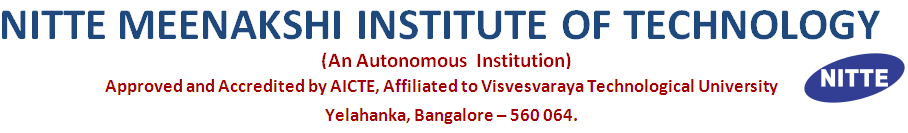 NITTE MEENAKSHI INSTITUTE OF TECHNOLOGY
(An Autonomous Institution)
Approved and Accredited by AICTE, Affiliated to Visvesvaraya Technological University
NITTE
Yelahanka, Bangalore – 560 064.